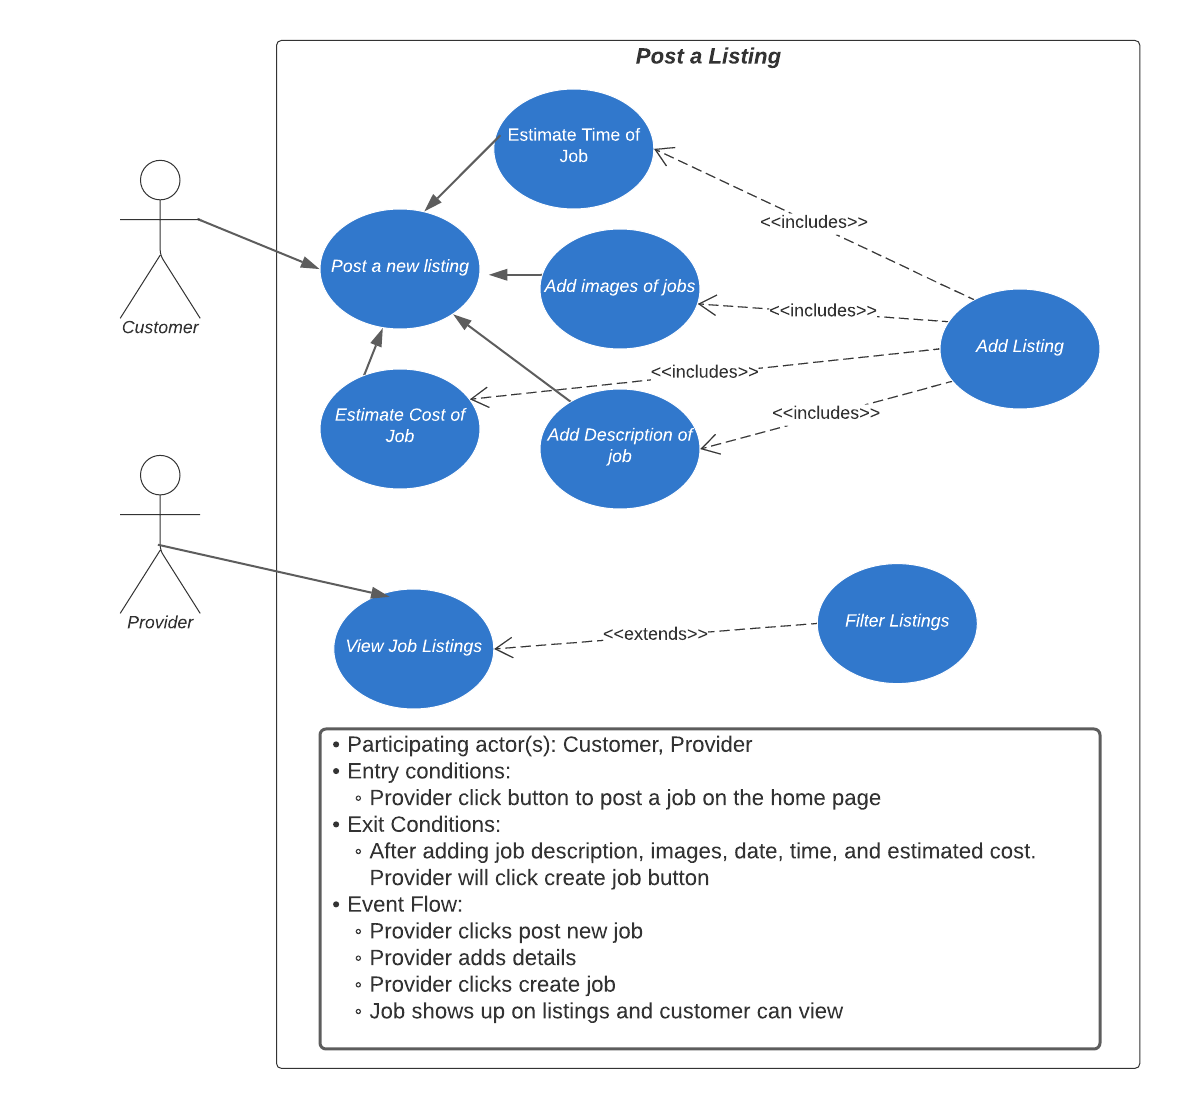 Post a Listing
Estimate Time of
Job
<<includes>>
Post a new listing
Add images of jobs
<<includes>>
Customer
Add Listing
<<includes>>
Estimate Cost of
Job
<<includes>>
Add Description of
job
Provider
Filter Listings
<<extends>>
View Job Listings
• Participating actor(s): Customer, Provider
• Entry conditions:
◦ Provider click button to post a job on the home page
• Exit Conditions:
◦ After adding job description, images, date, time, and estimated cost.
Provider will click create job button
• Event Flow:
◦ Provider clicks post new job
◦ Provider adds details
◦ Provider clicks create job
◦ Job shows up on listings and customer can view